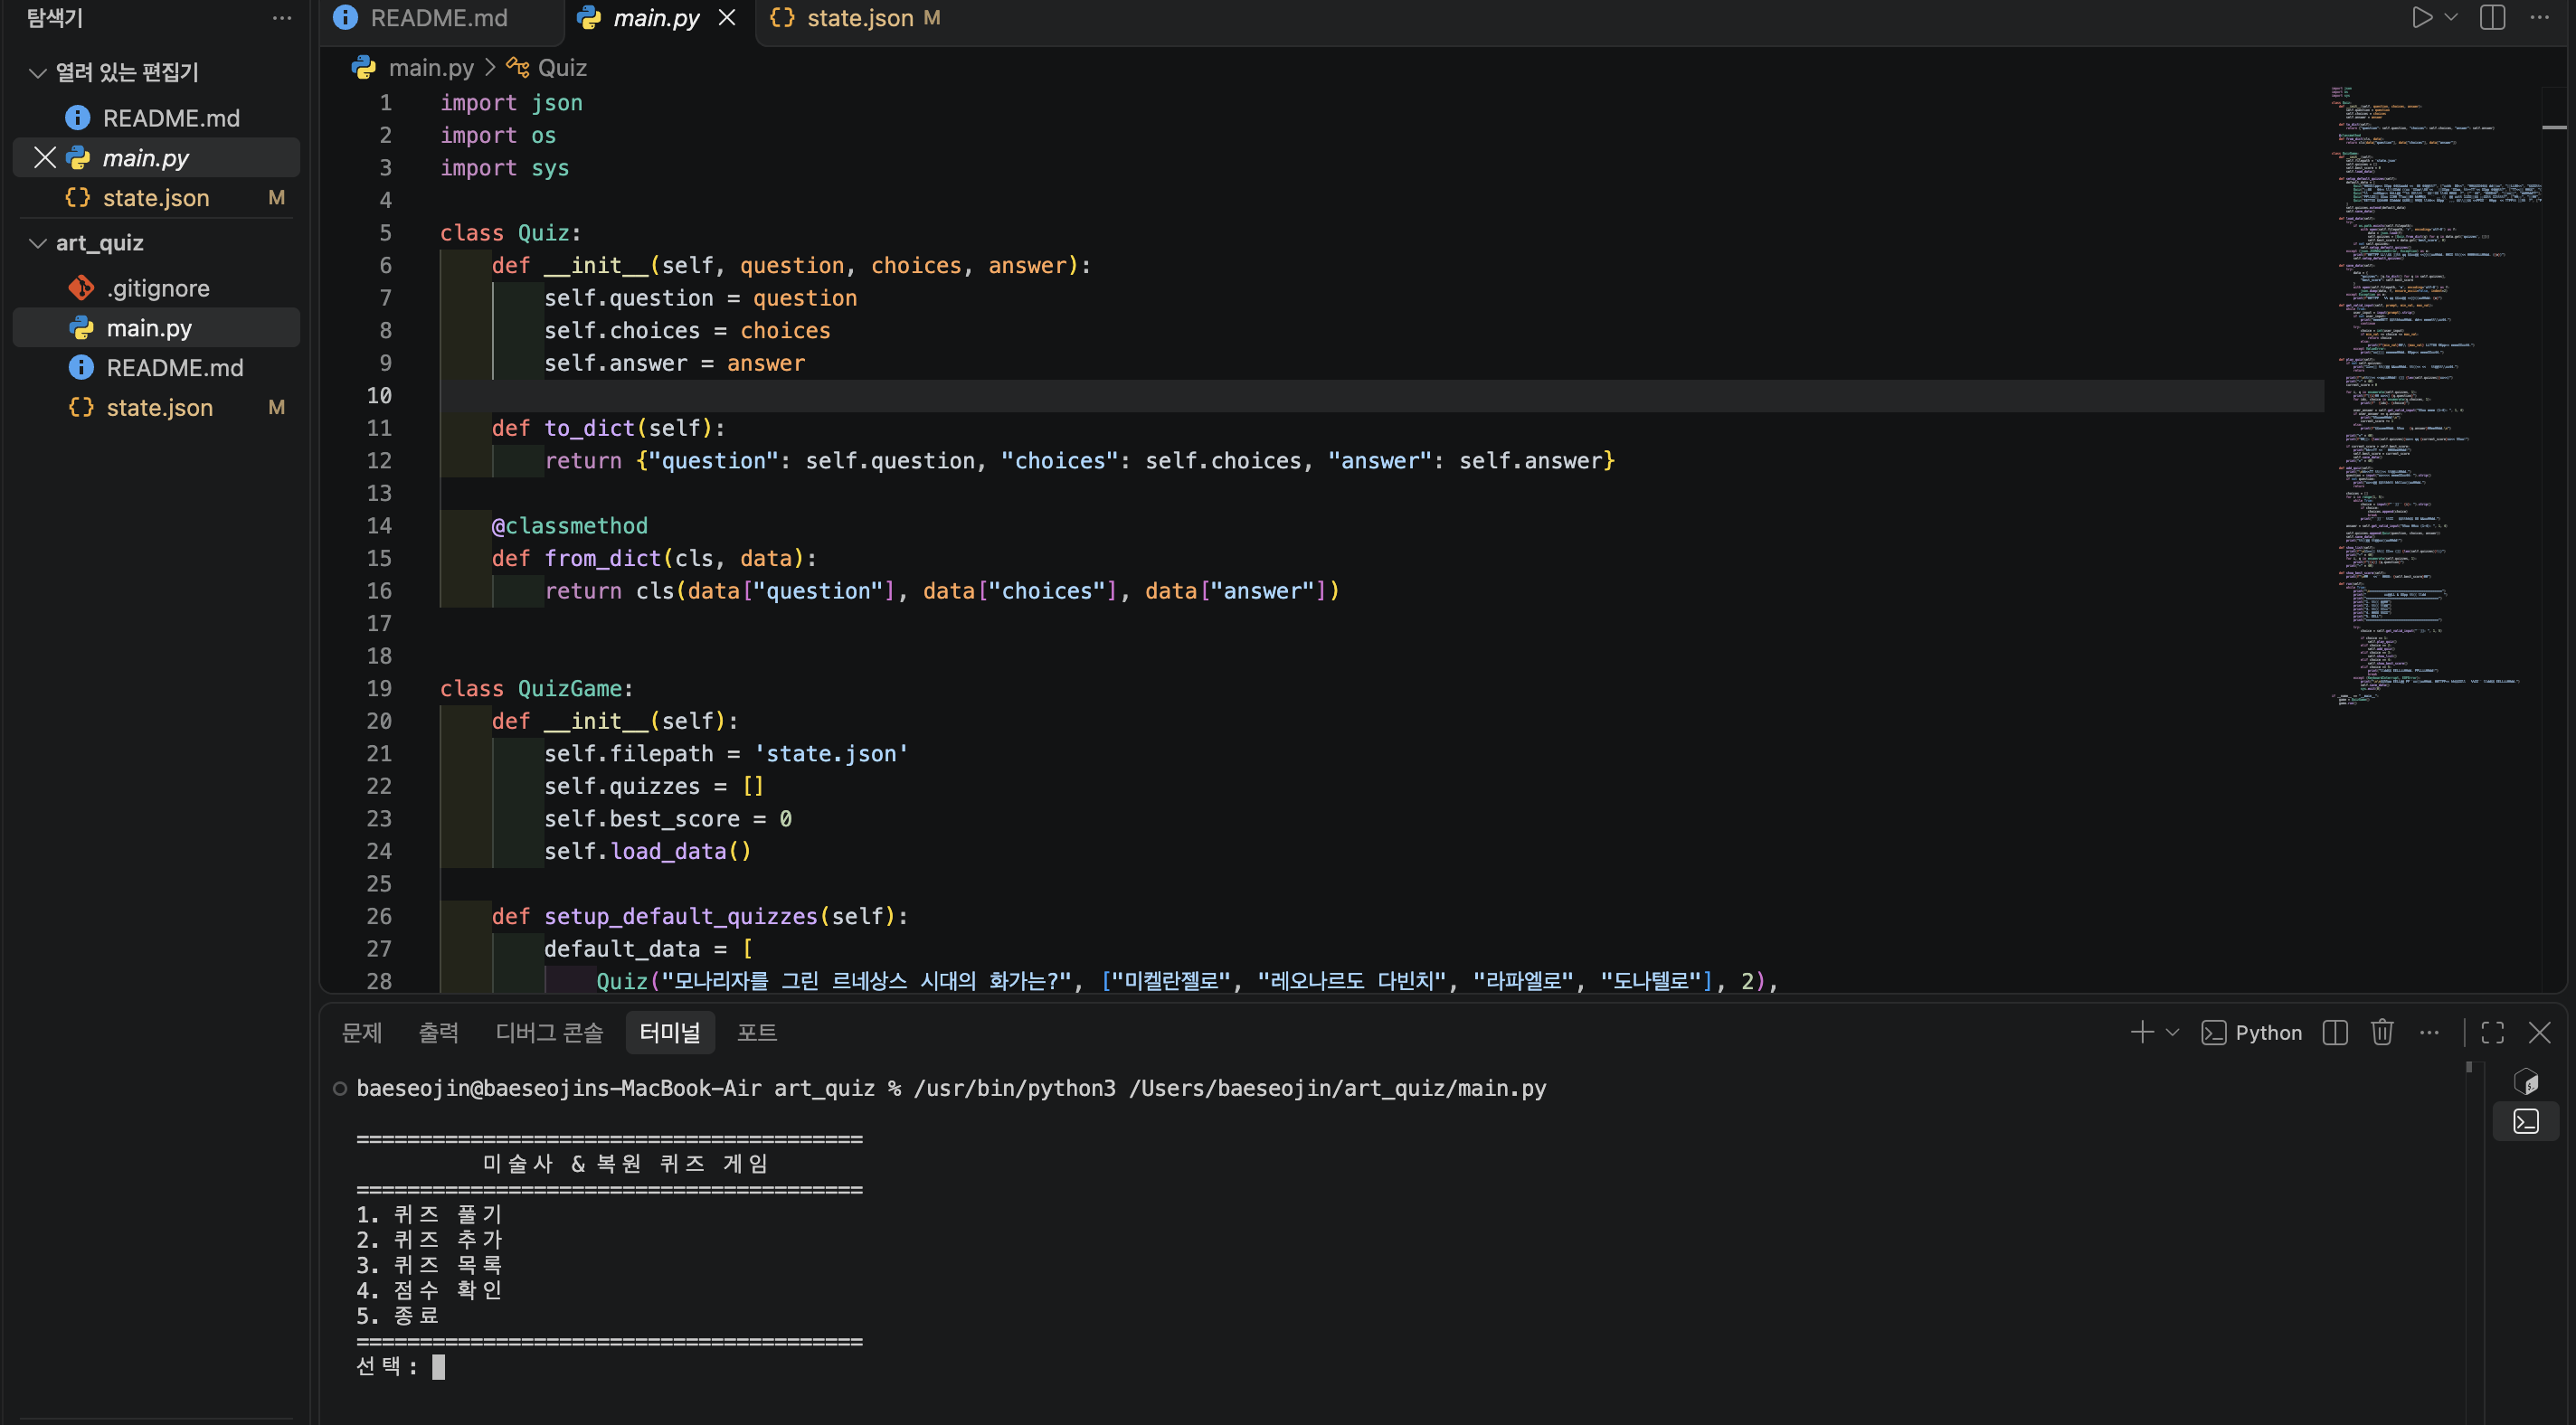 탐색기
열려 있는 편집기
README.md
main.py
state.json M
art_quiz
.gitignore
main.py
README.md
state.json M
README.md main.py state.json M
main.py > Quiz
1 import json
2 import os
3 import sys
4
5 class Quiz:
6 def __init__(self, question, choices, answer):
7 self.question = question
8 self.choices = choices
9 self.answer = answer
10
11 def to_dict(self):
12 return {"question": self.question, "choices": self.choices, "answer": self.answer}
13
14 @classmethod
15 def from_dict(cls, data):
16 return cls(data["question"], data["choices"], data["answer"])
17
18
19 class QuizGame:
20 def __init__(self):
21 self.filepath = 'state.json'
22 self.quizzes = []
23 self.best_score = 0
24 self.load_data()
25
26 def setup_default_quizzes(self):
27 default_data = [
28 Quiz("모나리자를 그린 르네상스 시대의 화가는?", ["미켈란젤로", "레오나르도 다빈치", "라파엘로", "도나텔로"], 2),
문제 출력 디버그 콘솔 터미널 포트
Python
baeseojin@baeseojins-MacBook-Air art_quiz % /usr/bin/python3 /Users/baeseojin/art_quiz/main.py
========================================
미술사 & 복원 퀴즈 게임
========================================
1. 퀴즈 풀기
2. 퀴즈 추가
3. 퀴즈 목록
4. 점수 확인
5. 종료
========================================
선택: